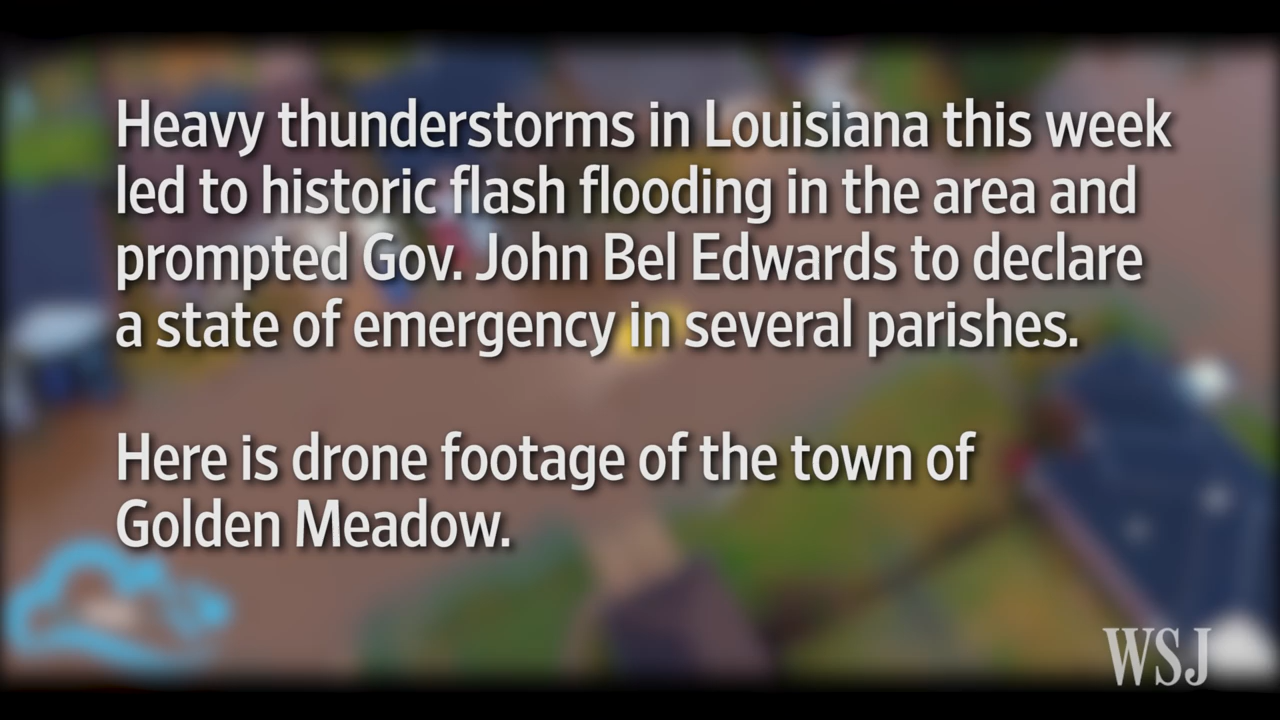 Heavy thunderstorms in Louisiana this week
led to historic flash flooding in the area and
prompted Gov. John Bel Edwards to declare
a state of emergency in several parishes.
Here is drone footage of the town of
Golden Meadow.
WSJ